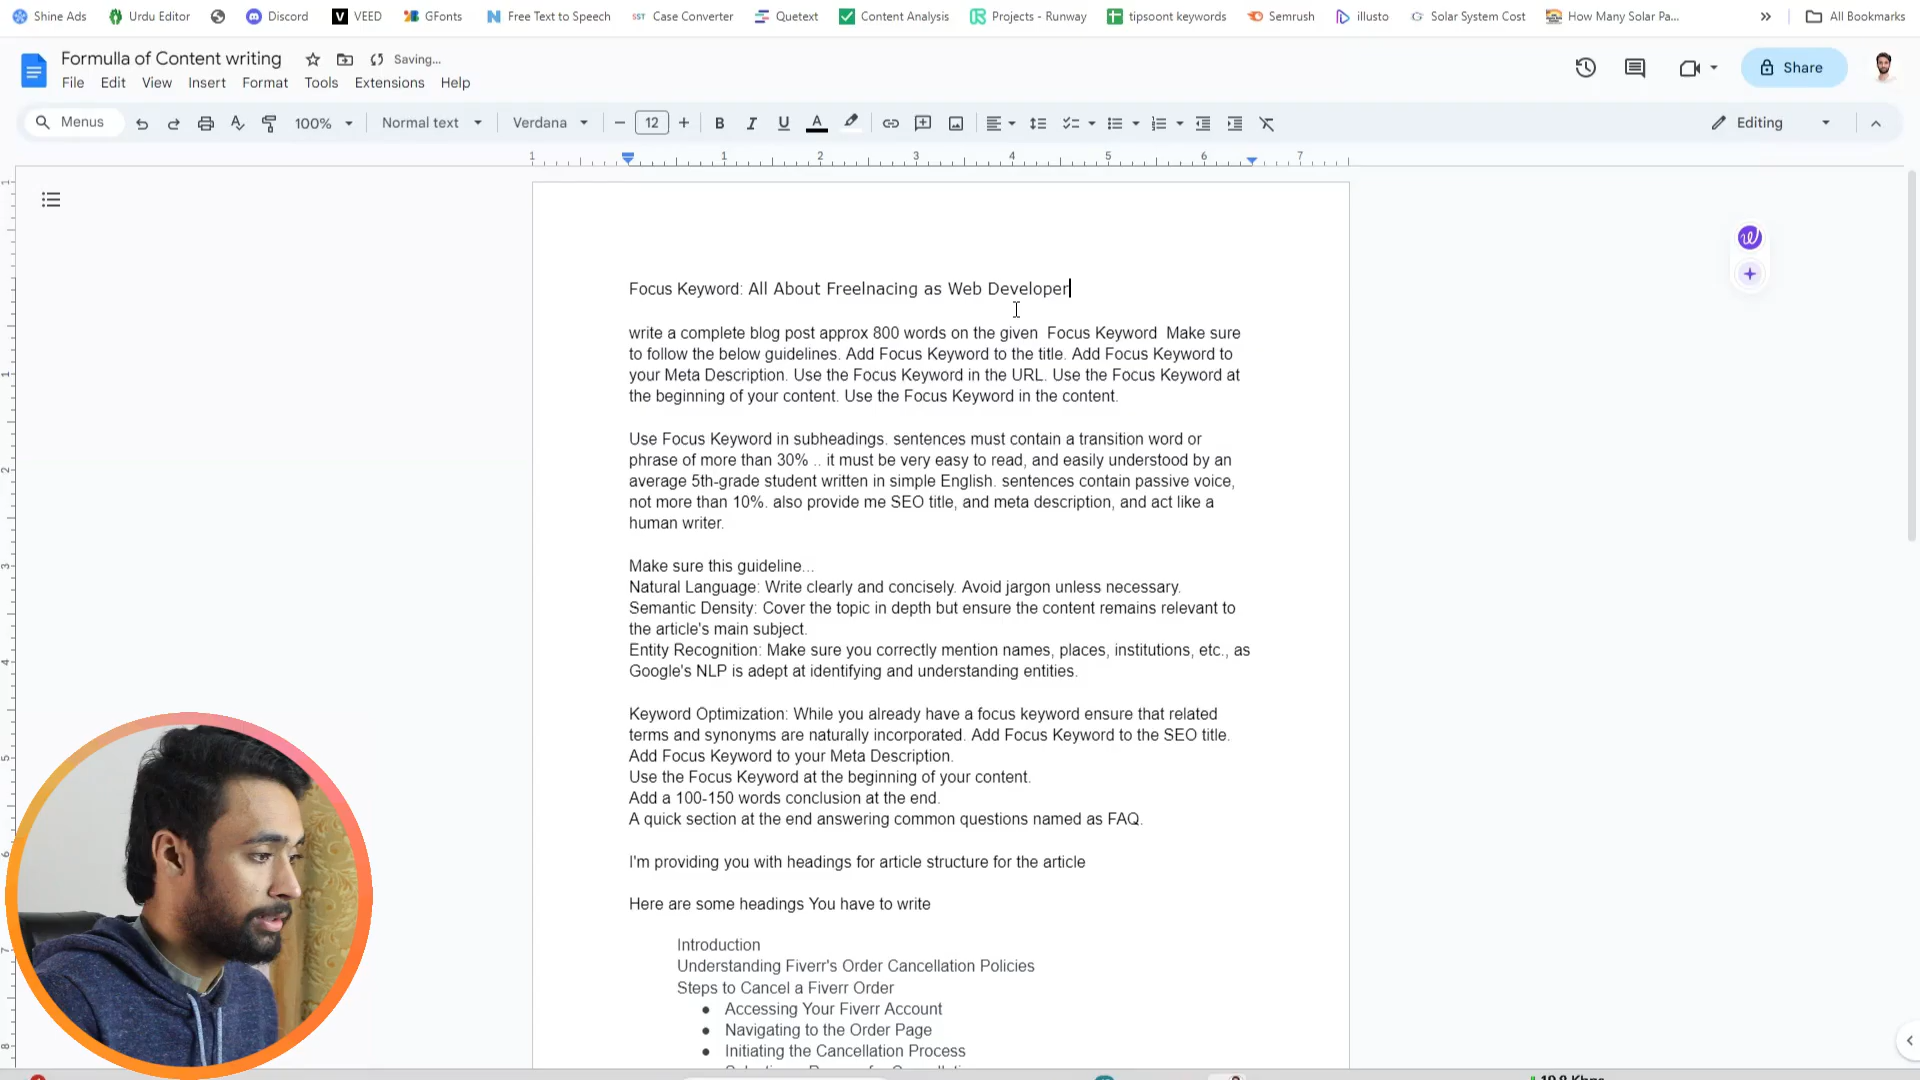 Shine Ads Urdu Editor Discord VEED GFonts Free Text to Speech SST Case Converter Quetext Content Analysis Projects - Runway tipsoont keywords Semrush illusto Solar System Cost How Many Solar Pa... All Bookmarks
Formulla of Content writing Saving...
File Edit View Insert Format Tools Extensions Help
Share
Menus 100% Normal text Verdana 12 Editing
1 1 2 3 4 5 6 7
Focus Keyword: All About Freelnacing as Web Developer
write a complete blog post approx 800 words on the given Focus Keyword Make sure
to follow the below guidelines. Add Focus Keyword to the title. Add Focus Keyword to
your Meta Description. Use the Focus Keyword in the URL. Use the Focus Keyword at
the beginning of your content. Use the Focus Keyword in the content.
Use Focus Keyword in subheadings. sentences must contain a transition word or
phrase of more than 30% .. it must be very easy to read, and easily understood by an
average 5th-grade student written in simple English. sentences contain passive voice,
not more than 10%. also provide me SEO title, and meta description, and act like a
human writer.
Make sure this guideline...
Natural Language: Write clearly and concisely. Avoid jargon unless necessary.
Semantic Density: Cover the topic in depth but ensure the content remains relevant to
the article's main subject.
Entity Recognition: Make sure you correctly mention names, places, institutions, etc., as
Google's NLP is adept at identifying and understanding entities.
Keyword Optimization: While you already have a focus keyword ensure that related
terms and synonyms are naturally incorporated. Add Focus Keyword to the SEO title.
Add Focus Keyword to your Meta Description.
Use the Focus Keyword at the beginning of your content.
Add a 100-150 words conclusion at the end.
A quick section at the end answering common questions named as FAQ.
I'm providing you with headings for article structure for the article
Here are some headings You have to write
Introduction
Understanding Fiverr's Order Cancellation Policies
Steps to Cancel a Fiverr Order
● Accessing Your Fiverr Account
● Navigating to the Order Page
● Initiating the Cancellation Process